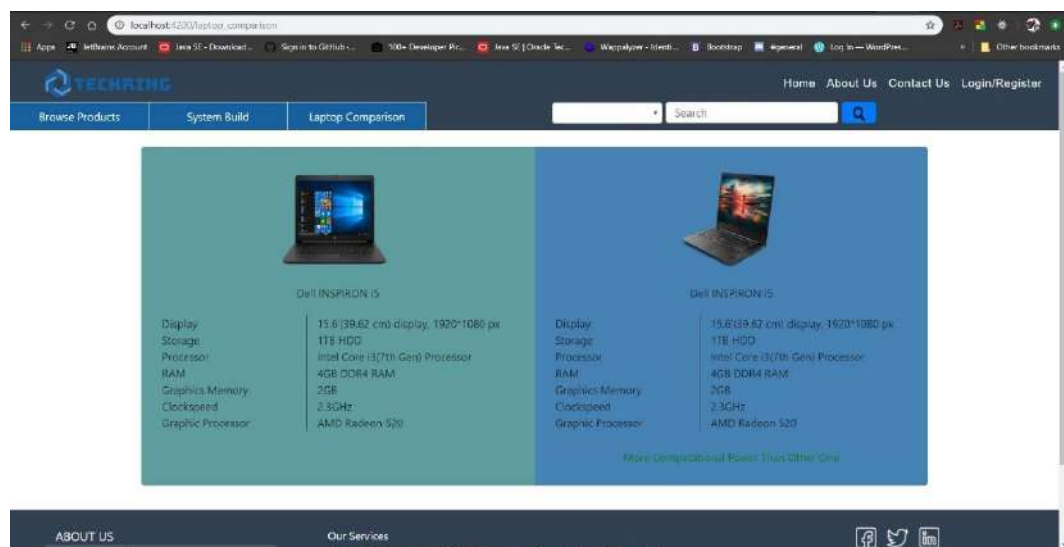 localhost:4200/laptop_comparison
Apps JetBrains Account Java SE - Download... Sign in to GitHub ·... 100+ Developer Pic... Java SE | Oracle Tec... Wappalyzer - Identi... Bootstrap #general Log In — WordPres... » Other bookmarks
TECHRING
Home About Us Contact Us Login/Register
Browse Products System Build Laptop Comparison Search
Dell INSPIRON i5 Dell INSPIRON i5
Display 15.6'(39.62 cm) display, 1920*1080 px Display 15.6'(39.62 cm) display, 1920*1080 px
Storage 1TB HDD Storage 1TB HDD
Processor Intel Core i3(7th Gen) Processor Processor Intel Core i3(7th Gen) Processor
RAM 4GB DDR4 RAM RAM 4GB DDR4 RAM
Graphics Memory 2GB Graphics Memory 2GB
Clockspeed 2.3GHz Clockspeed 2.3GHz
Graphic Processor AMD Radeon 520 Graphic Processor AMD Radeon 520
More Computational Power Other One
ABOUT US Our Services